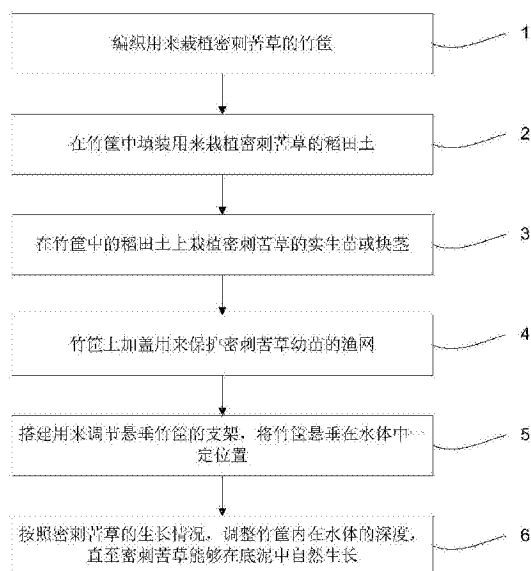 编织用来栽植密刺苦草的竹筐
1
在竹筐中填装用来栽植密刺苦草的稻田土
2
在竹筐中的稻田土上栽植密刺苦草的实生苗或块茎
3
竹筐上加盖用来保护密刺苦草幼苗的渔网
4
搭建用来调节悬垂竹筐的支架，将竹筐悬垂在水体中一
定位置
5
按照密刺苦草的生长情况，调整竹筐内在水体的深度，
直至密刺苦草能够在底泥中自然生长
6